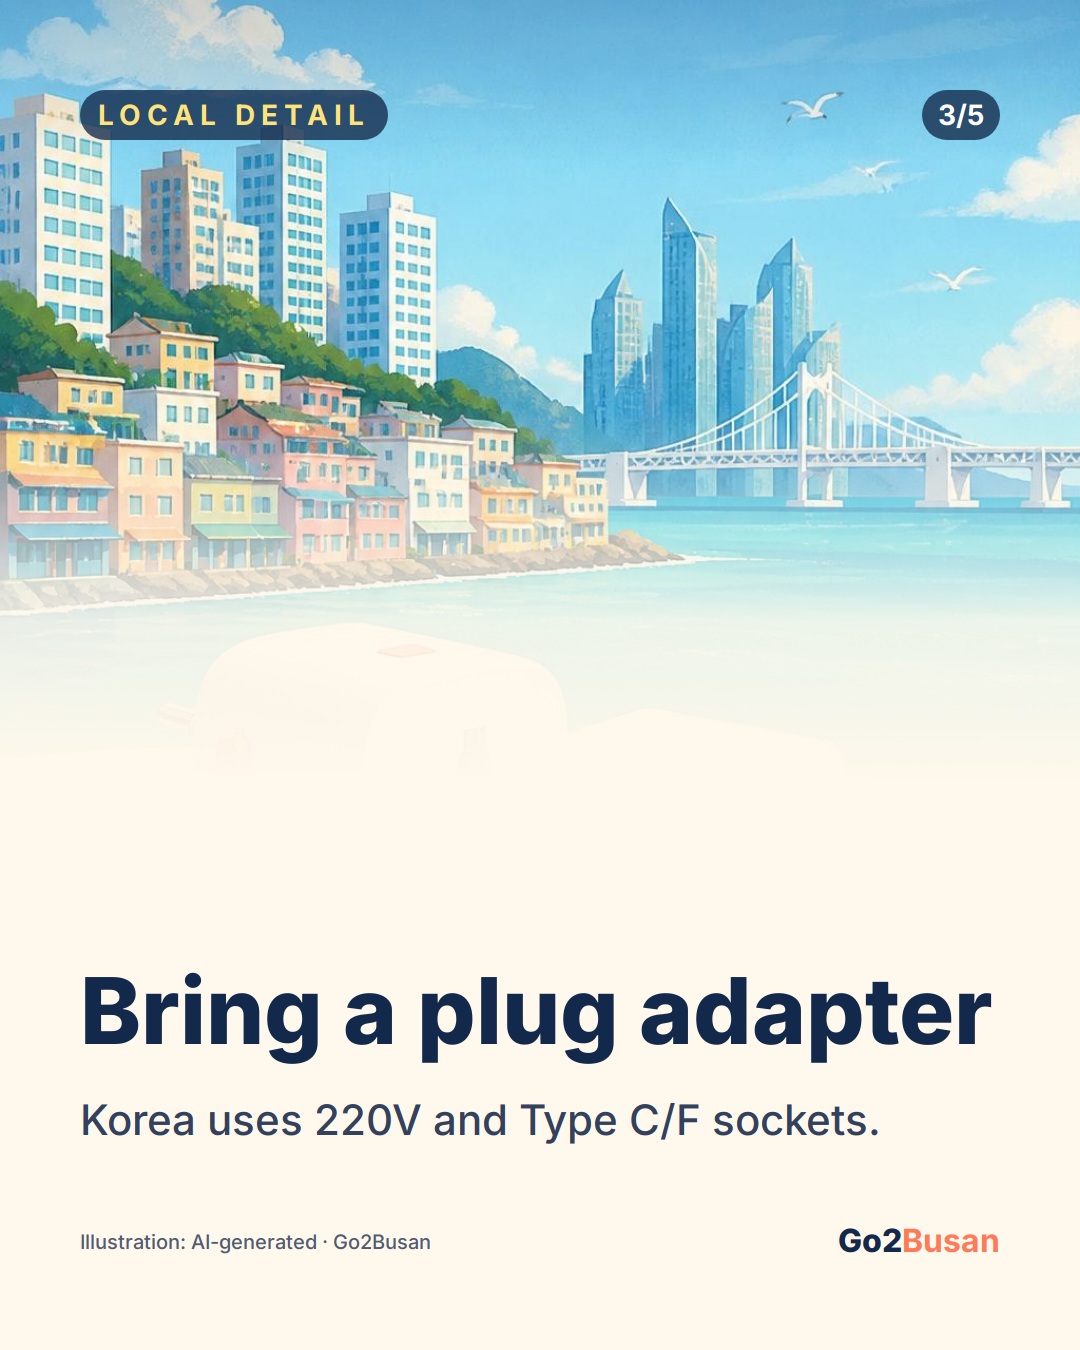 LOCAL DETAIL
3/5
Bring a plug adapter
Korea uses 220V and Type C/F sockets.
Illustration: AI-generated · Go2Busan
Go2Busan